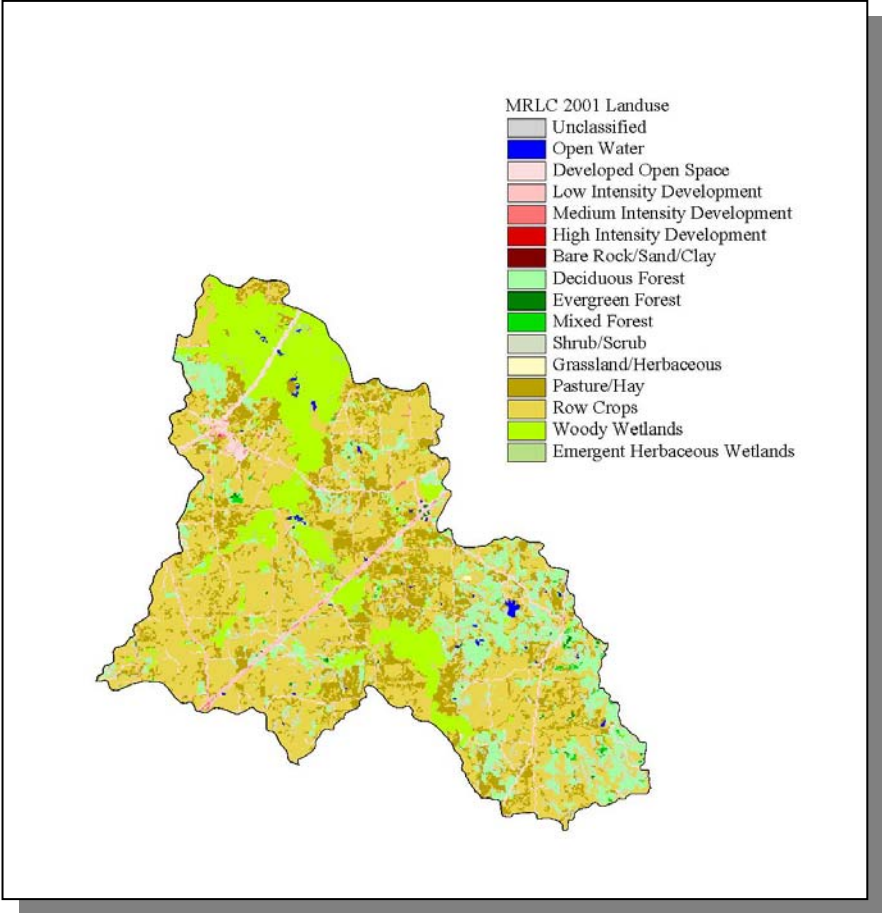 MRLC 2001 Landuse
Unclassified
Open Water
Developed Open Space
Low Intensity Development
Medium Intensity Development
High Intensity Development
Bare Rock/Sand/Clay
Deciduous Forest
Evergreen Forest
Mixed Forest
Shrub/Scrub
Grassland/Herbaceous
Pasture/Hay
Row Crops
Woody Wetlands
Emergent Herbaceous Wetlands